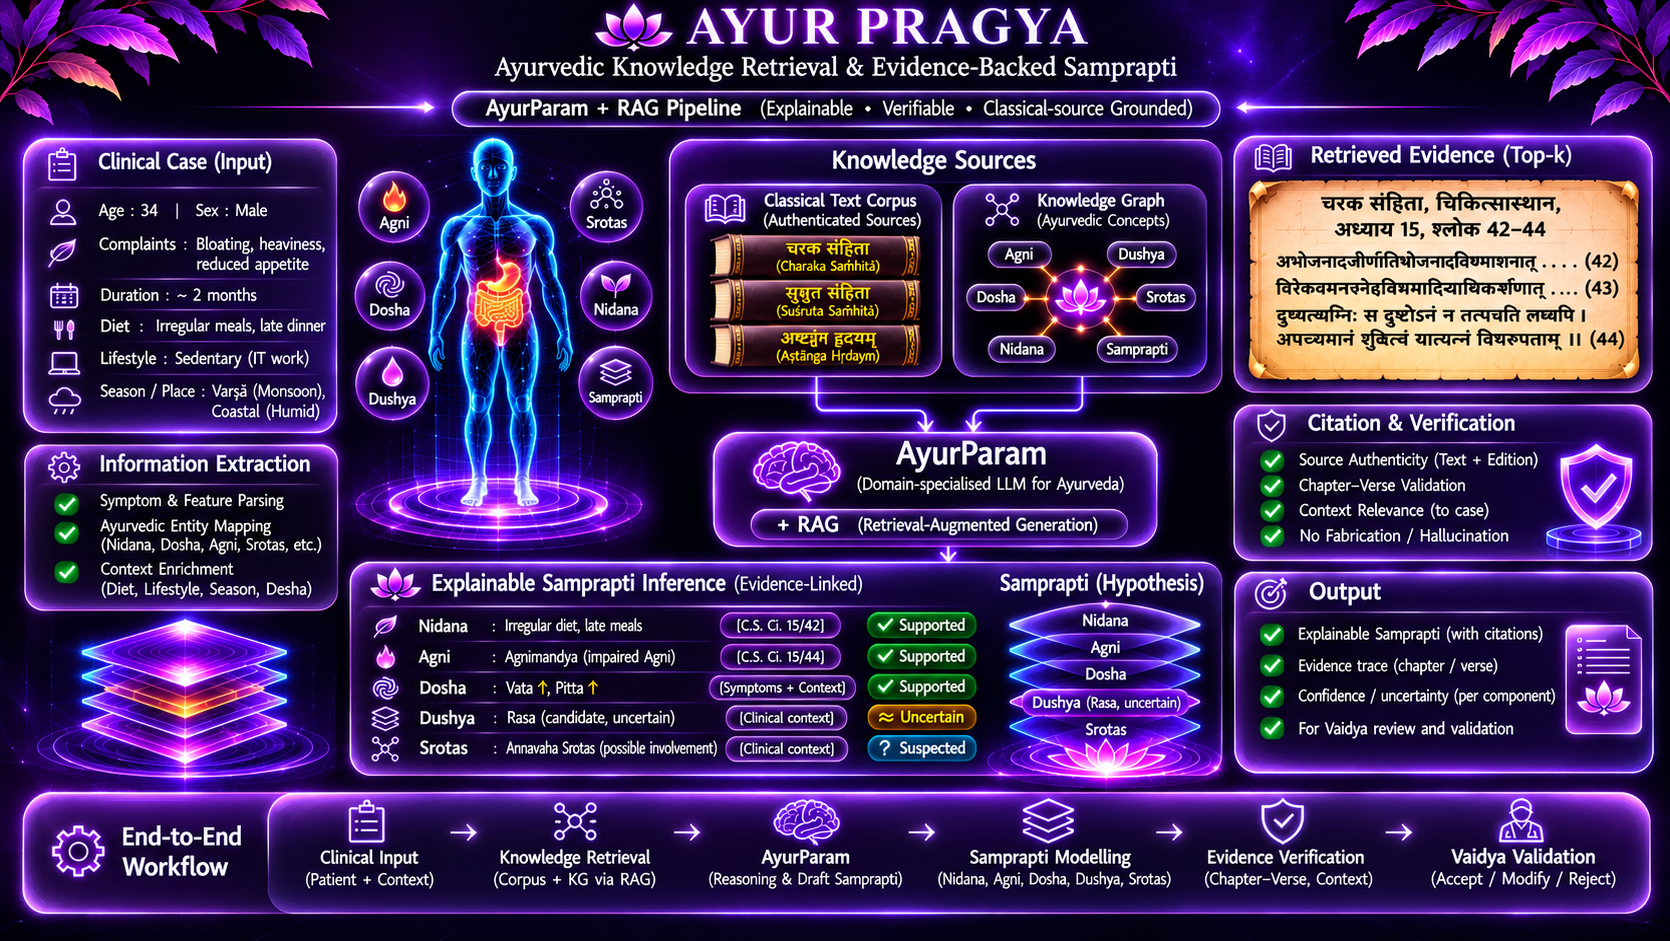 AYUR PRAGYA
Ayurvedic Knowledge Retrieval & Evidence-Backed Samprapti
AyurParam + RAG Pipeline (Explainable • Verifiable • Classical-source Grounded)
Clinical Case (Input)
Age : 34 | Sex : Male
Complaints : Bloating, heaviness,
reduced appetite
Duration : ~ 2 months
Diet : Irregular meals, late dinner
Lifestyle : Sedentary (IT work)
Season / Place : Varşă (Monsoon),
Coastal (Humid)
Information Extraction
Symptom & Feature Parsing
Ayurvedic Entity Mapping
(Nidana, Dosha, Agni, Srotas, etc.)
Context Enrichment
(Diet, Lifestyle, Season, Desha)
Agni
Srotas
Dosha
Nidana
Dushya
Samprapti
Knowledge Sources
Classical Text Corpus
(Authenticated Sources)
चरक संहिता
(Charaka Saṁhitá)
सुश्रुत संहिता
(Suśruta Saṁhitá)
हृदयम्
(Aṣtānga Hṛdaym)
Knowledge Graph
(Ayurvedic Concepts)
Agni
Dushya
Dosha
Srotas
Nidana
Samprapti
AyurParam
(Domain-specialised LLM for Ayurveda)
+ RAG (Retrieval-Augmented Generation)
Retrieved Evidence (Top-k)
चरक संहिता, चिकित्सास्थान,
अध्याय 15, श्लोक 42–44
.... (42)
.... (43)
स न
।। (44)
Citation & Verification
Source Authenticity (Text + Edition)
Chapter–Verse Validation
Context Relevance (to case)
No Fabrication / Hallucination
Explainable Samprapti Inference (Evidence-Linked)
Nidana : Irregular diet, late meals [C.S. Ci. 15/42] Supported
Agni : Agnimandya (impaired Agni) [C.S. Ci. 15/44] Supported
Dosha : Vata ↑, Pitta ↑ [Symptoms + Context] Supported
Dushya : Rasa (candidate, uncertain) [Clinical context] ≈ Uncertain
Srotas : Annavaha Srotas (possible involvement) [Clinical context] ? Suspected
Samprapti (Hypothesis)
Nidana
Agni
Dosha
Dushya (Rasa, uncertain)
Srotas
Output
Explainable Samprapti (with citations)
Evidence trace (chapter / verse)
Confidence / uncertainty (per component)
For Vaidya review and validation
End-to-End
Workflow
Clinical Input
(Patient + Context)
Knowledge Retrieval
(Corpus + KG via RAG)
AyurParam
(Reasoning & Draft Samprapti)
Samprapti Modelling
(Nidana, Agni, Dosha, Dushya, Srotas)
Evidence Verification
(Chapter–Verse, Context)
Vaidya Validation
(Accept / Modify / Reject)